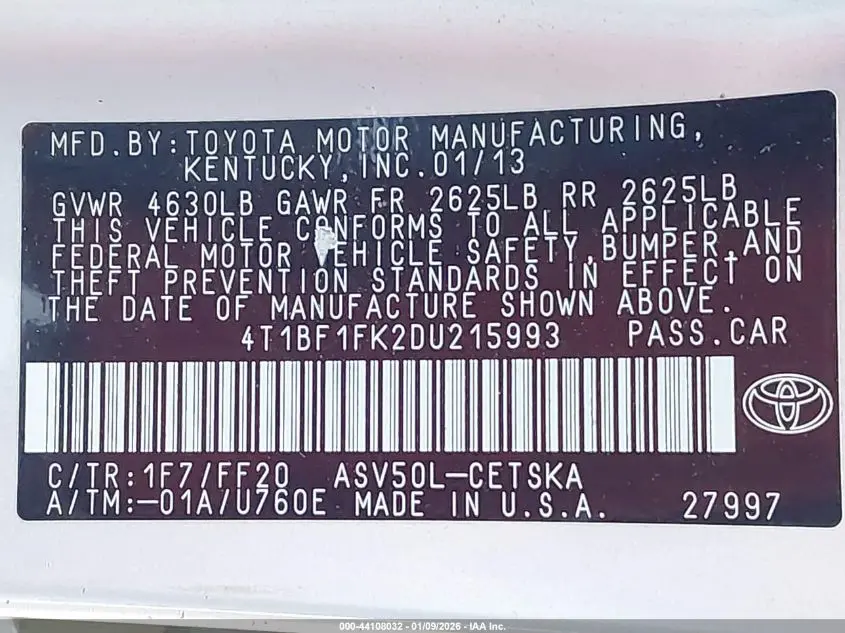 MFD.BY:TOYOTA MOTOR MANUFACTURING,
KENTUCKY,INC.01/13
GVWR 4630LB GAWR FR 2625LB RR 2625LB
THIS VEHICLE CONFORMS TO ALL APPLICABLE
FEDERAL MOTOR VEHICLE SAFETY,BUMPER,AND
THEFT PREVENTION STANDARDS IN EFFECT ON
THE DATE OF MANUFACTURE SHOWN ABOVE.
4T1BF1FK2DU215993 PASS.CAR
C/TR:1F7/FF20 ASV50L-CETSKA
A/TM:-01A/U760E MADE IN U.S.A. 27997
000-44108032 - 01/09/2026 - IAA Inc.